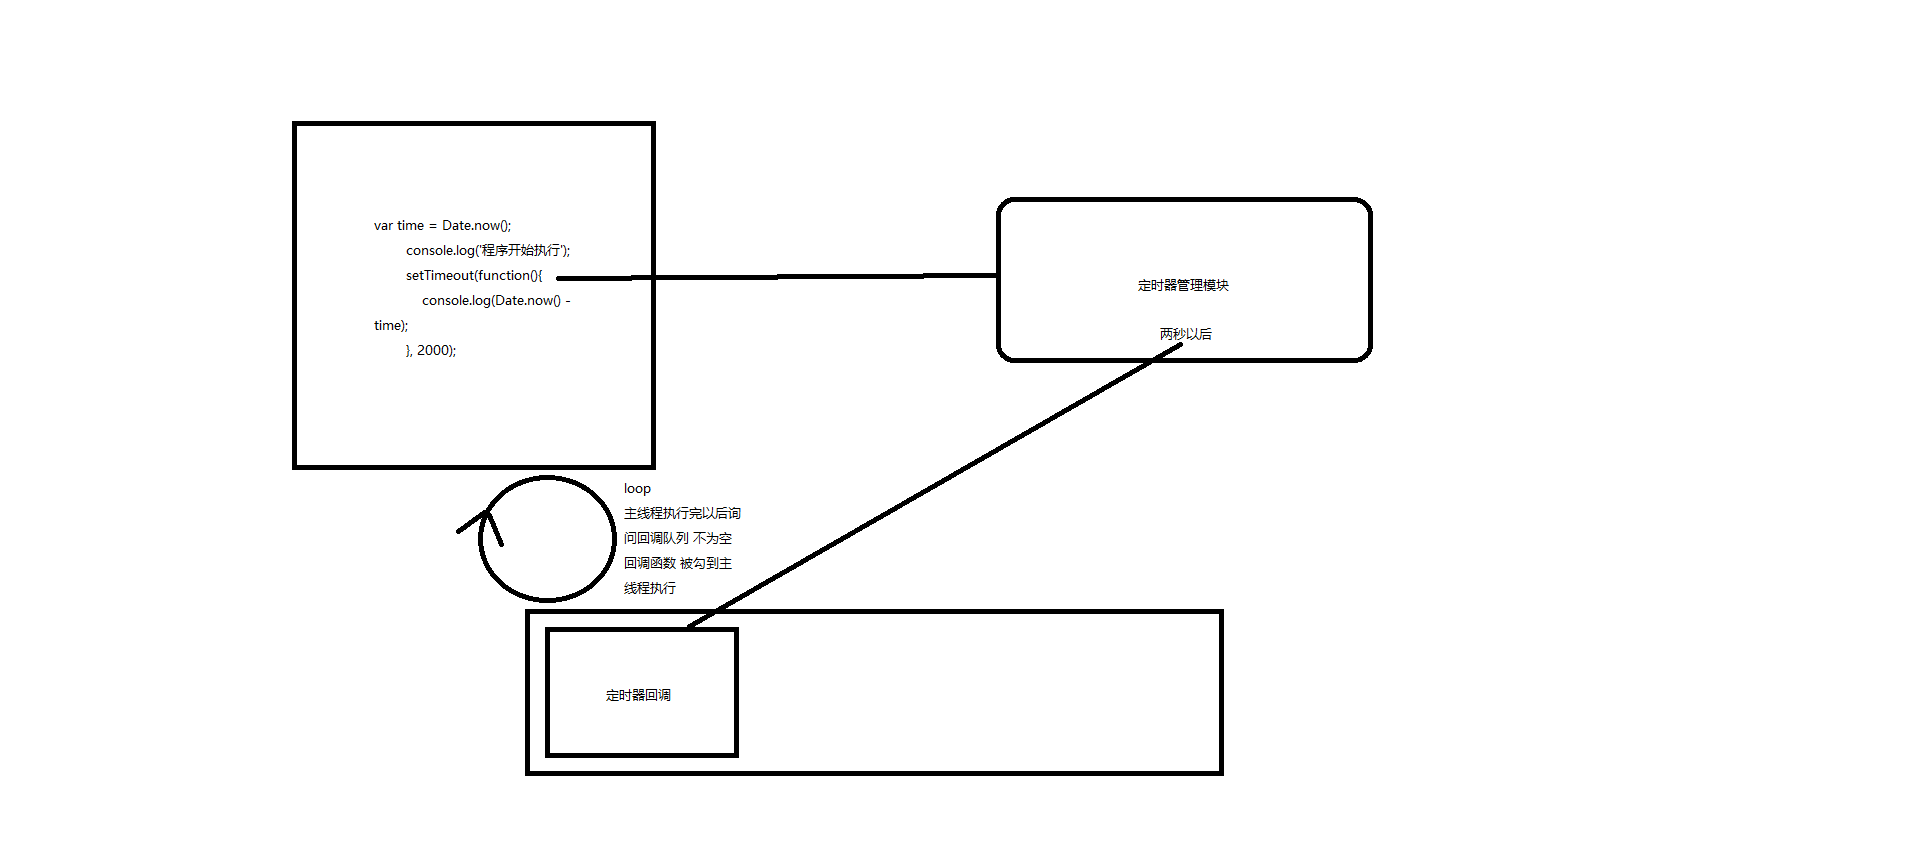 var time = Date.now();
console.log('程序开始执行');
setTimeout(function(){
console.log(Date.now() -
time);
}, 2000);
定时器管理模块
两秒以后
loop
主线程执行完以后询
问回调队列 不为空
回调函数 被勾到主
线程执行
定时器回调